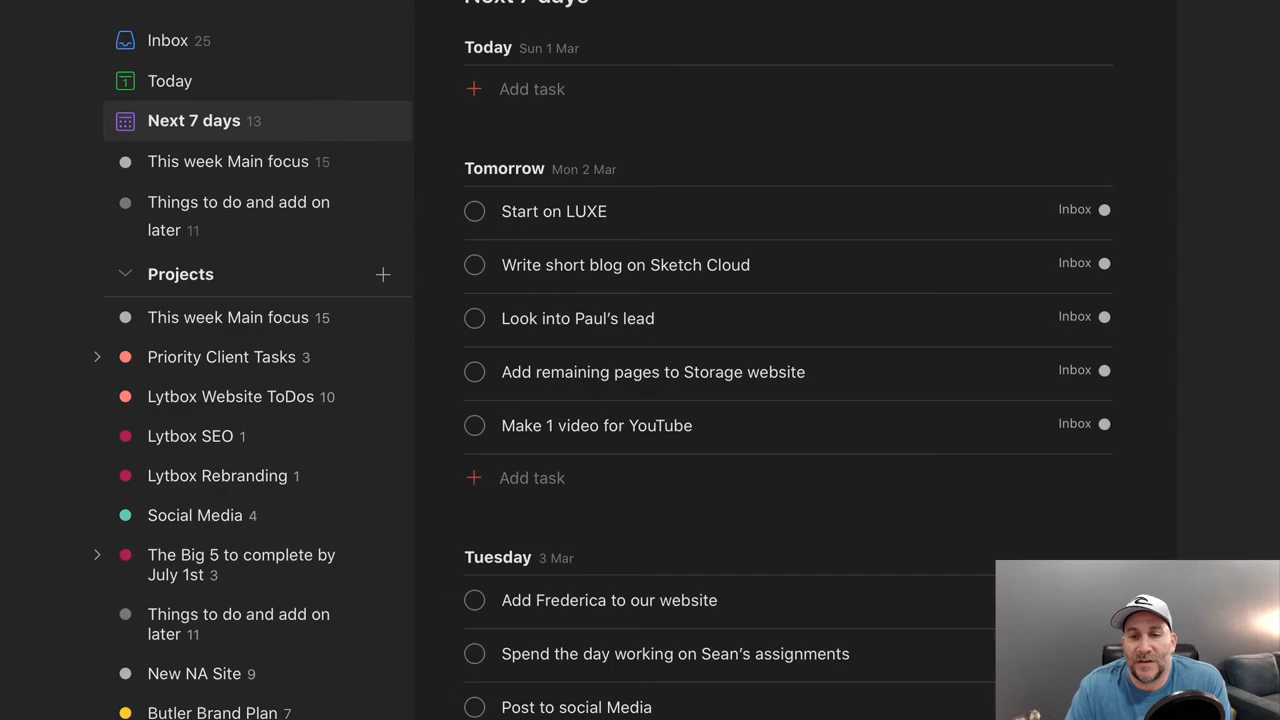 Next 7 days
Inbox 25
Today
Next 7 days 13
This week Main focus 15
Things to do and add on
later 11
Projects
This week Main focus 15
Priority Client Tasks 3
Lytbox Website ToDos 10
Lytbox SEO 1
Lytbox Rebranding 1
Social Media 4
The Big 5 to complete by
July 1st 3
Things to do and add on
later 11
New NA Site 9
Butler Brand Plan 7
Today Sun 1 Mar
Add task
Tomorrow Mon 2 Mar
Start on LUXE Inbox
Write short blog on Sketch Cloud Inbox
Look into Paul’s lead Inbox
Add remaining pages to Storage website Inbox
Make 1 video for YouTube Inbox
Add task
Tuesday 3 Mar
Add Frederica to our website
Spend the day working on Sean’s assignments
Post to social Media